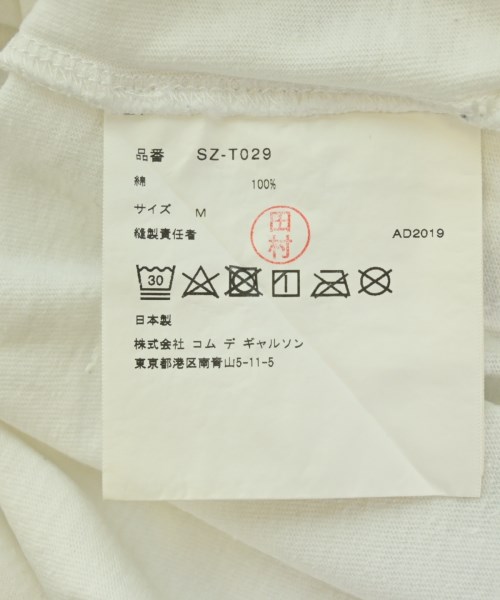 品番 SZ-T029
綿 100%
サイズ M
縫製責任者 田村 AD2019
30
日本製
株式会社 コム デ ギャルソン
東京都港区南青山5-11-5